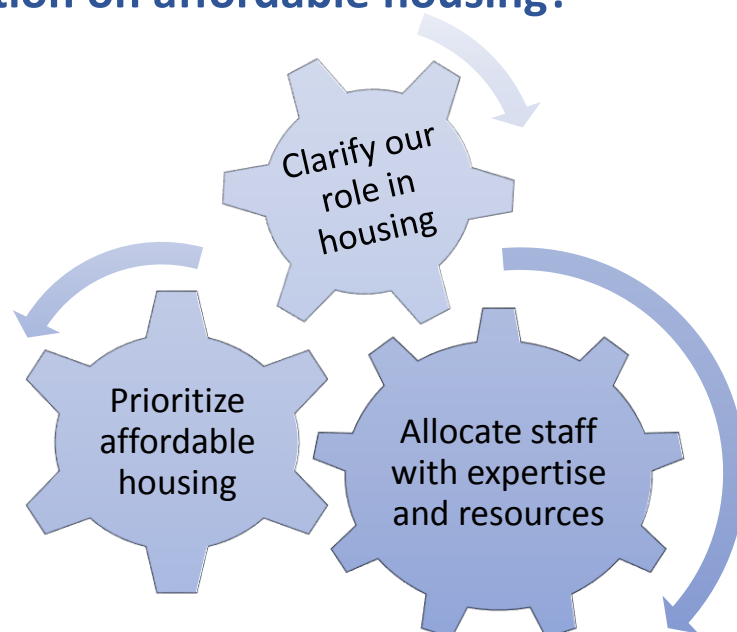 tion on affordable housing?
Clarify our
role in
housing
Prioritize
affordable
housing
Allocate staff
with expertise
and resources